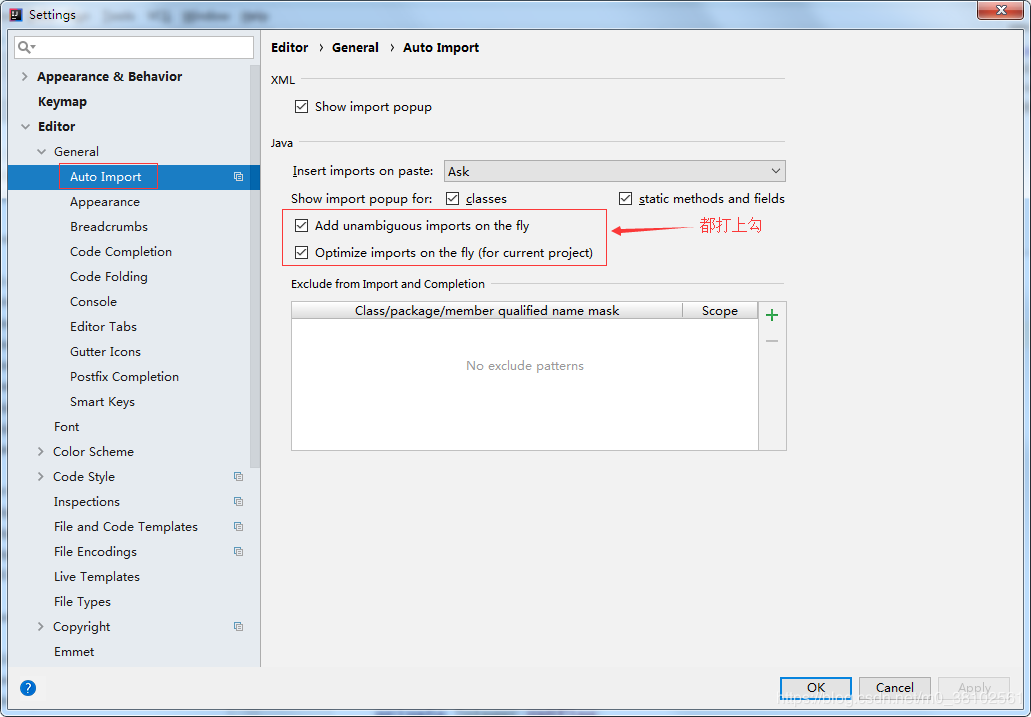 Settings
Appearance & Behavior
Keymap
Editor
General
Auto Import
Appearance
Breadcrumbs
Code Completion
Code Folding
Console
Editor Tabs
Gutter Icons
Postfix Completion
Smart Keys
Font
Color Scheme
Code Style
Inspections
File and Code Templates
File Encodings
Live Templates
File Types
Copyright
Emmet
Editor › General › Auto Import
XML
Show import popup
Java
Insert imports on paste: Ask
Show import popup for: classes static methods and fields
Add unambiguous imports on the fly
都打上勾
Optimize imports on the fly (for current project)
Exclude from Import and Completion
Class/package/member qualified name mask Scope
No exclude patterns
?
OK Cancel Apply
https://blog.csdn.net/m0_38102561